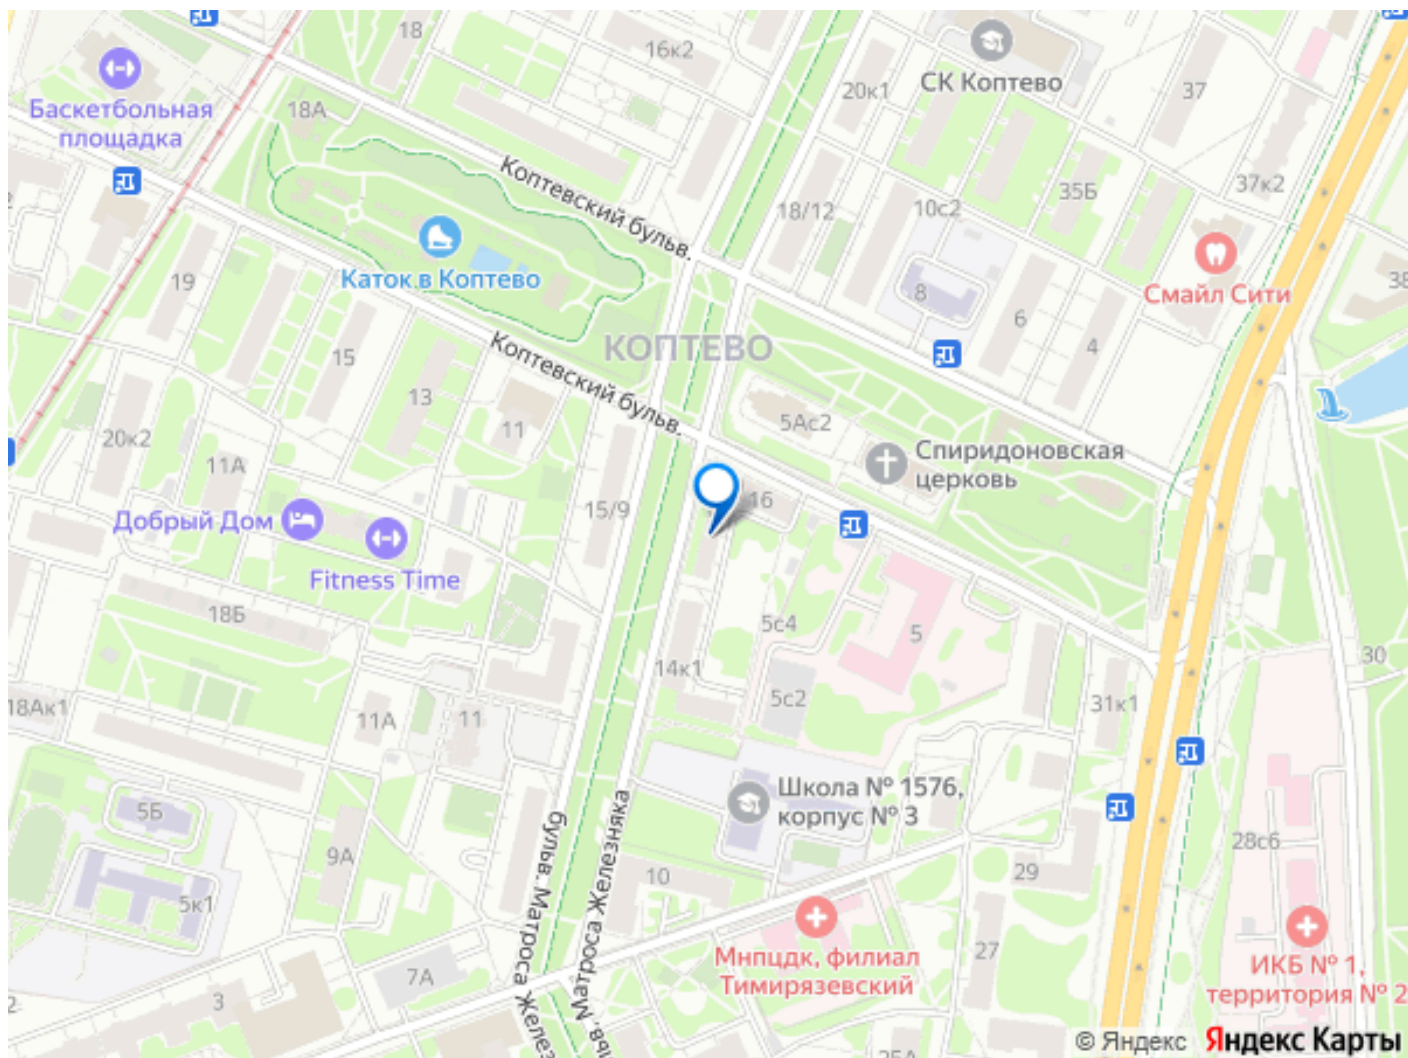 18
16к2
СК Коптево
20к1
37
Баскетбольная
площадка
18А
Коптевский бульв.
35Б
37к2
18/12
10с2
19
Каток в Коптево
8
Смайл Сити
6
4
КОПТЕВО
15
Коптевский бульв.
13
11
5Ас2
Спиридоновская
церковь
20к2
11А
16
15/9
Добрый Дом
Fitness Time
18Б
5с4
5
14к1
30
5с2
18Ак1
11А
11
31к1
Школа № 1576,
корпус № 3
5Б
9А
28с6
бульв. Матроса Желез
Матроса Железняка
10
29
5к1
27
Мнпцдк, филиал
Тимирязевский
ИКБ № 1,
территория № 2
7А
3
25А
© Яндекс Яндекс Карты